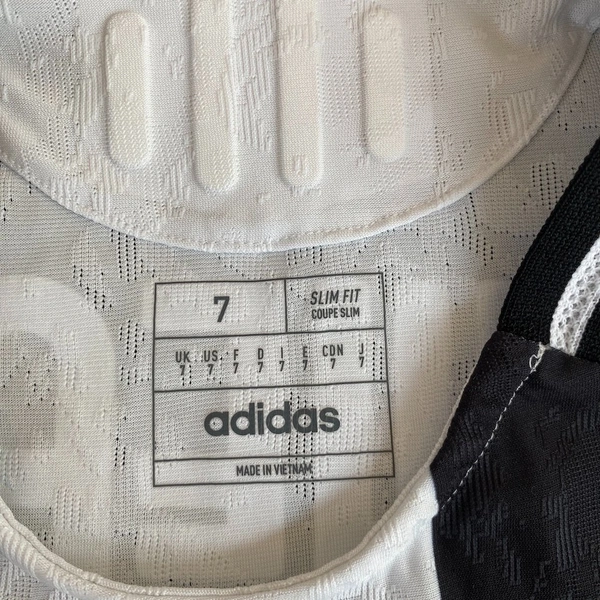 7
SLIM FIT
COUPE SLIM
UK US F D I E CDN J
7 7 7 7 7 7 7 7
adidas
MADE IN VIETNAM